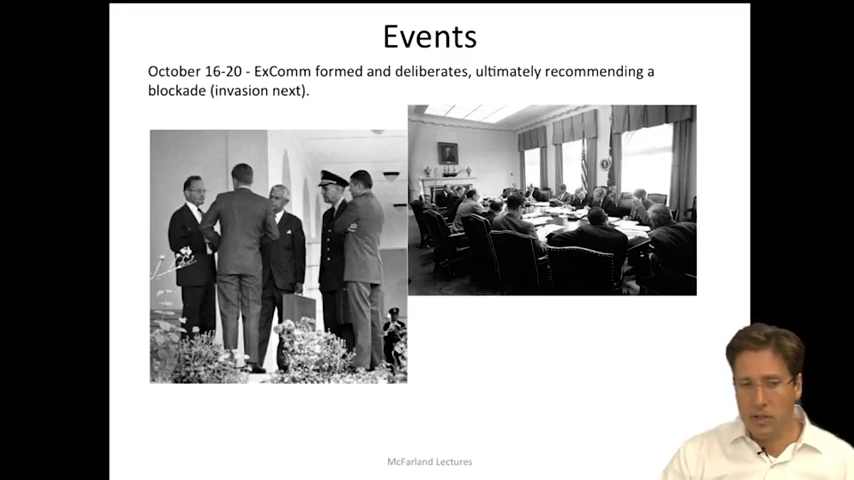 Events
October 16-20 - ExComm formed and deliberates, ultimately recommending a
blockade (invasion next).
McFarland Lectures